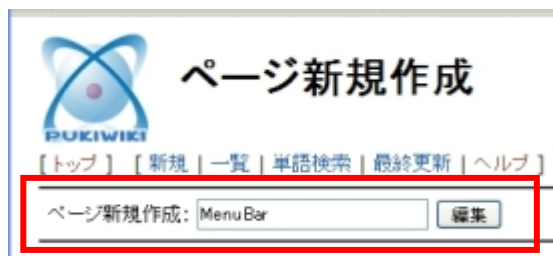 ページ新規作成
PUKIWIKI
[ トップ ] [ 新規 | 一覧 | 単語検索 | 最終更新 | ヘルプ ]
ページ新規作成: MenuBar 編集